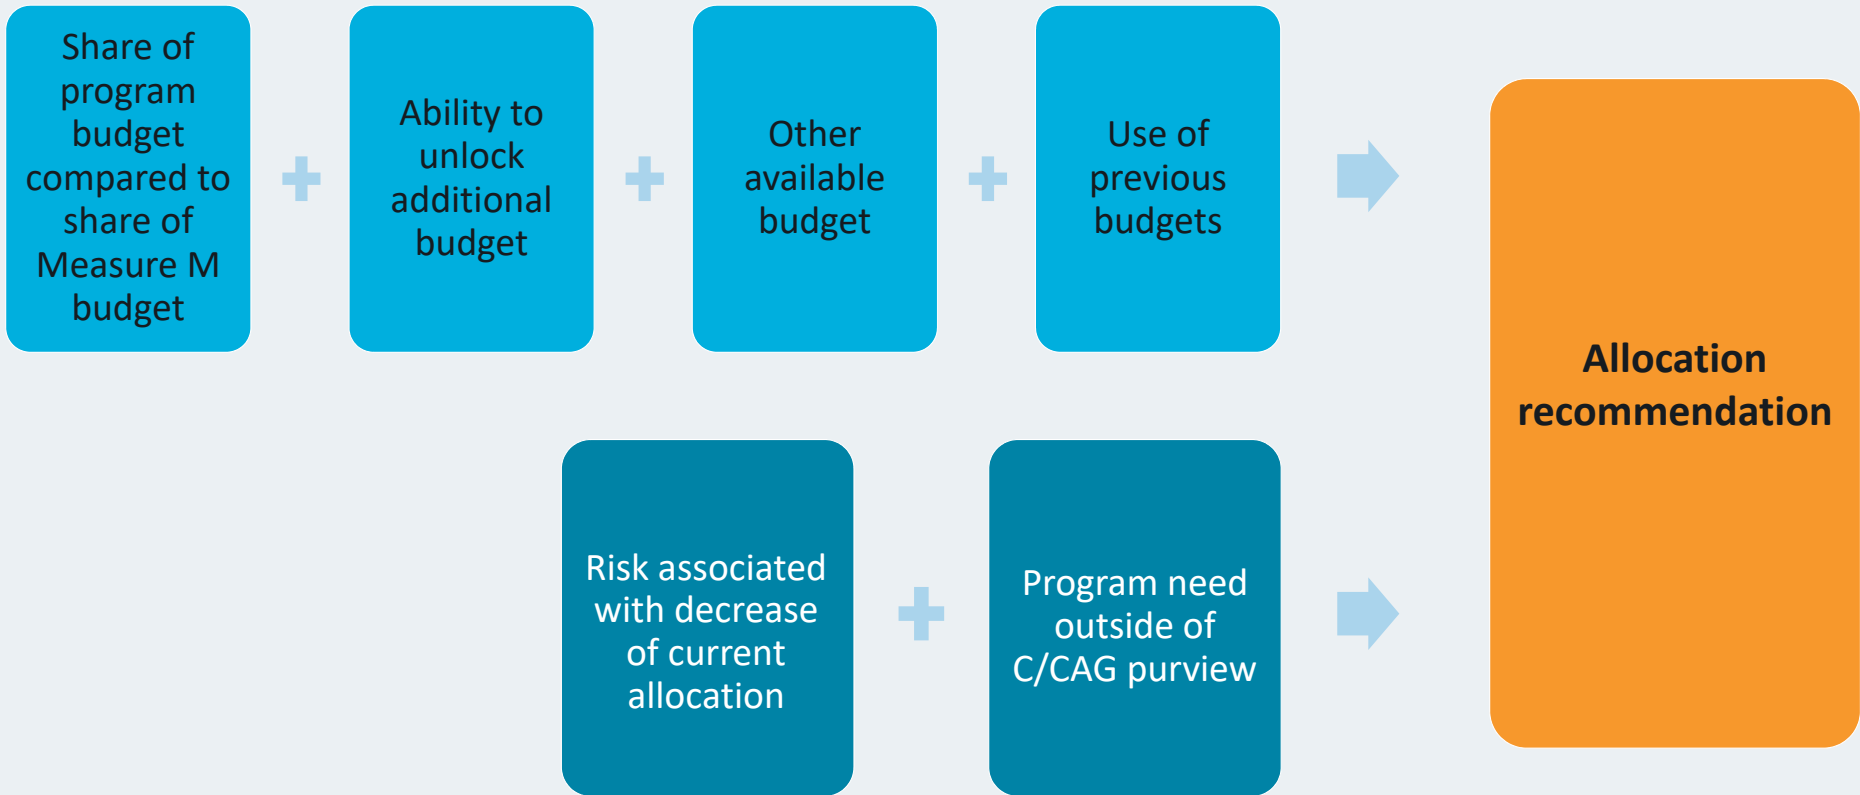 Share of
program
budget
compared to
share of
Measure M
budget
Ability to
unlock
additional
budget
Other
available
budget
Use of
previous
budgets
Allocation
recommendation
Risk associated
with decrease
of current
allocation
Program need
outside of
C/CAG purview